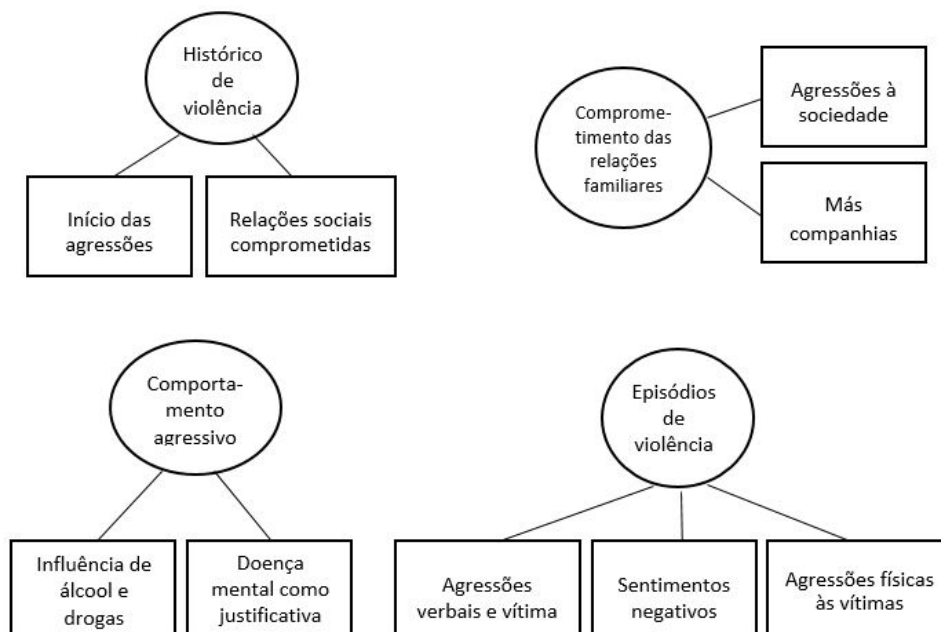 Histórico
de
violência
Início das
agressões
Relações sociais
comprometidas
Comprome-
timento das
relações
familiares
Agressões à
sociedade
Más
companhias
Comporta-
mento
agressivo
Influência de
álcool e
drogas
Doença
mental como
justificativa
Episódios
de
violência
Agressões
verbais e vítima
Sentimentos
negativos
Agressões físicas
às vítimas